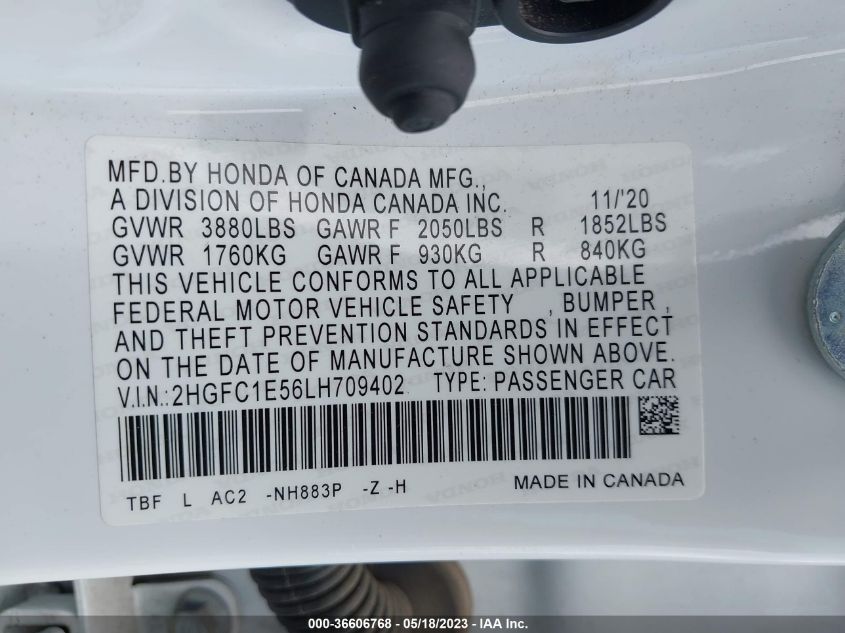 MFD.BY HONDA OF CANADA MFG.,
A DIVISION OF HONDA CANADA INC. 11/'20
GVWR 3880LBS GAWR F 2050LBS R 1852LBS
GVWR 1760KG GAWR F 930KG R 840KG
THIS VEHICLE CONFORMS TO ALL APPLICABLE
FEDERAL MOTOR VEHICLE SAFETY , BUMPER ,
AND THEFT PREVENTION STANDARDS IN EFFECT
ON THE DATE OF MANUFACTURE SHOWN ABOVE.
V.I.N.:2HGFC1E56LH709402 TYPE: PASSENGER CAR
TBF L AC2 -NH883P -Z -H MADE IN CANADA
000-36606768 - 05/18/2023 - IAA Inc.